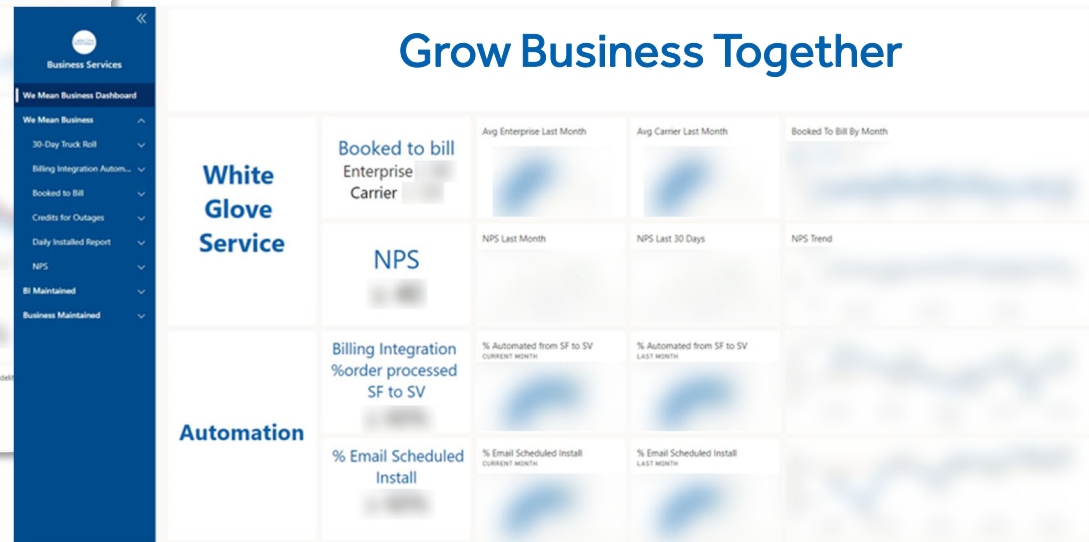 Business Services
We Mean Business Dashboard
We Mean Business
30-Day Truck Roll
Billing Integration Autom...
Booked to Bill
Credits for Outages
Daily Installed Report
NPS
BI Maintained
Business Maintained
Grow Business Together
White
Glove
Service
Booked to bill
Enterprise
Carrier
Avg Enterprise Last Month
Avg Carrier Last Month
Booked To Bill By Month
NPS
NPS Last Month
NPS Last 30 Days
NPS Trend
Automation
Billing Integration
%order processed
SF to SV
% Automated from SF to SV
CURRENT MONTH
% Automated from SF to SV
LAST MONTH
% Email Scheduled
Install
% Email Scheduled Install
CURRENT MONTH
% Email Scheduled Install
LAST MONTH